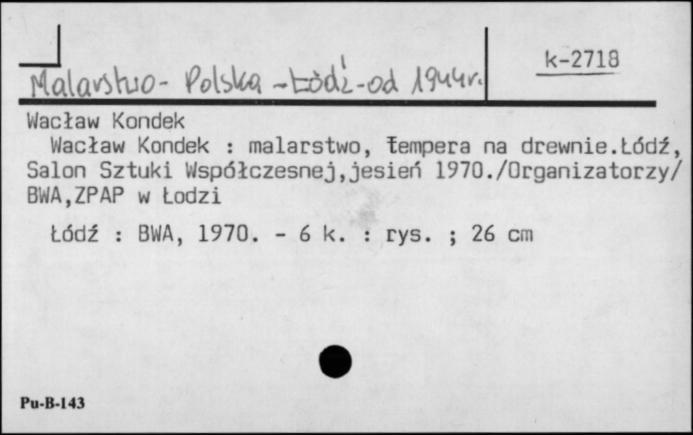 Malarstwo - Polska - Łódź - od 1944r.
k-2718
Wacław Kondek
Wacław Kondek : malarstwo, Tempera na drewnie.Łódź,
Salon Sztuki Współczesnej,jesień 1970./Organizatorzy/
BWA,ZPAP w Łodzi
Łódź : BWA, 1970. - 6 k. : rys. ; 26 cm
Pu-B-143